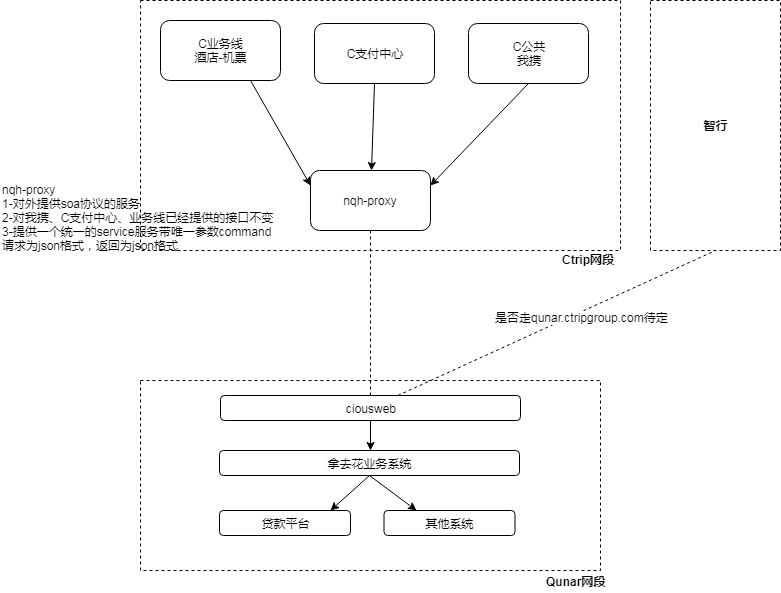 C业务线
酒店-机票
C支付中心
C公共
我携
智行
nqh-proxy
nqh-proxy
1-对外提供soa协议的服务
2-对我携、C支付中心、业务线已经提供的接口不变
3-提供一个统一的service服务带唯一参数command
请求为json格式，返回为json格式
Ctrip网段
是否走qunar.ctripgroup.com待定
ciousweb
拿去花业务系统
贷款平台
其他系统
Qunar网段